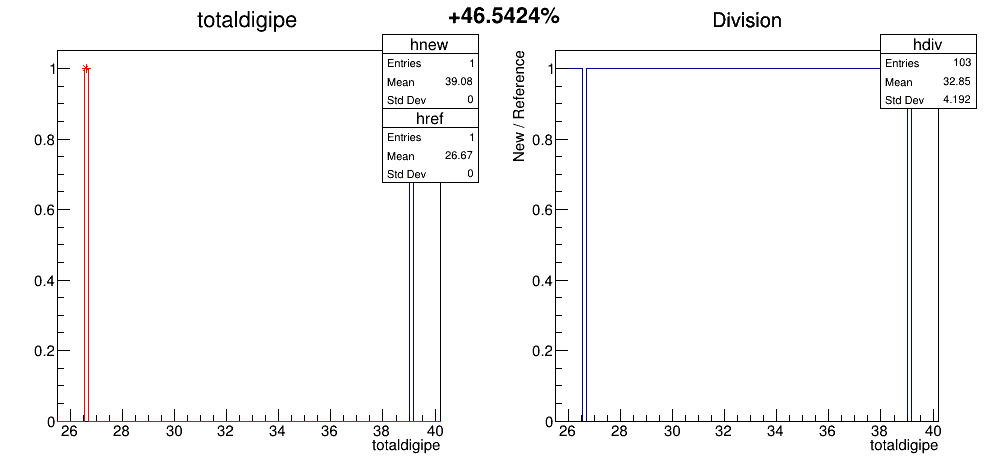 +46.5424%
totaldigipe
hnew
Entries 1
Mean 39.08
Std Dev 0
href
Entries 1
Mean 26.67
Std Dev 0
1
0.8
0.6
0.4
0.2
0
26 28 30 32 34 36 38 40
totaldigipe
Division
hdiv
Entries 103
Mean 32.85
Std Dev 4.192
New / Reference
1
0.8
0.6
0.4
0.2
0
26 28 30 32 34 36 38 40
totaldigipe